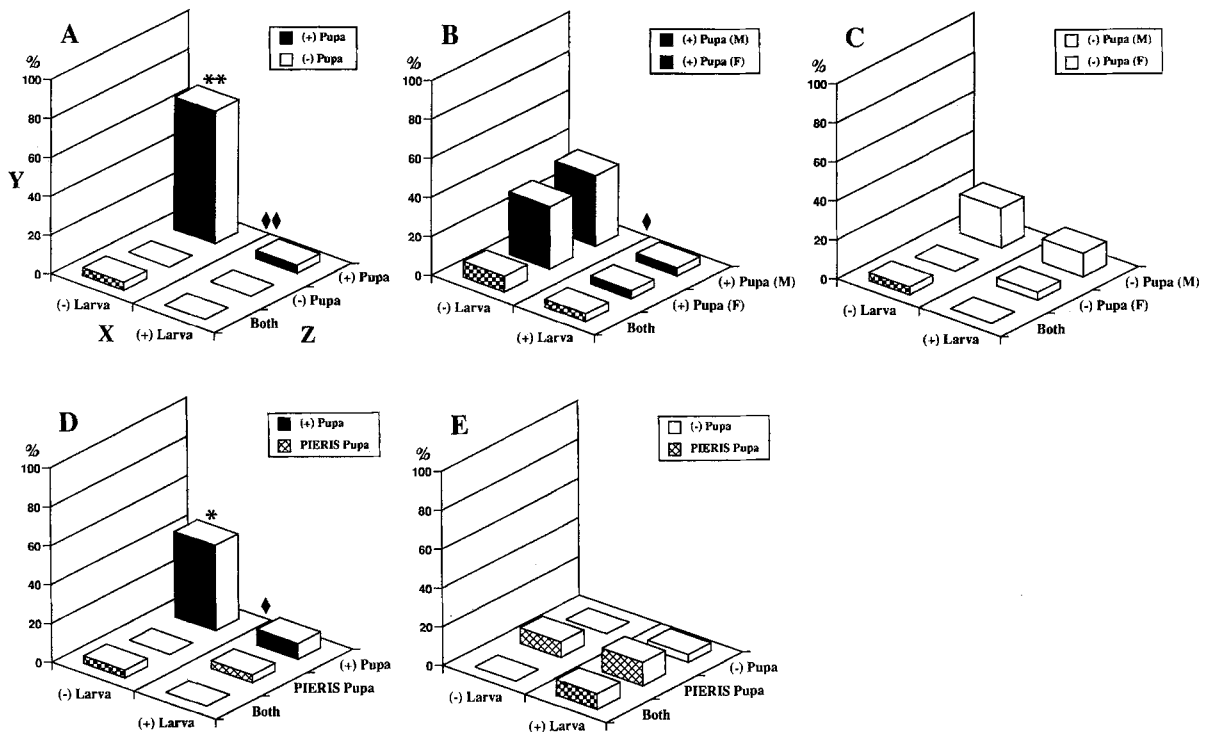 A
(+) Pupa
(-) Pupa
%
100
80
60
40
20
0
Y
**
♦♦
(-) Larva
(+) Larva
X
Both
(-) Pupa
(+) Pupa
Z
B
(+) Pupa (M)
(+) Pupa (F)
%
100
80
60
40
20
0
♦
(-) Larva
(+) Larva
Both
(+) Pupa (F)
(+) Pupa (M)
C
(-) Pupa (M)
(-) Pupa (F)
%
100
80
60
40
20
0
(-) Larva
(+) Larva
Both
(-) Pupa (F)
(-) Pupa (M)
D
(+) Pupa
PIERIS Pupa
%
100
80
60
40
20
0
*
♦
(-) Larva
(+) Larva
Both
PIERIS Pupa
(+) Pupa
E
(-) Pupa
PIERIS Pupa
%
100
80
60
40
20
0
(-) Larva
(+) Larva
Both
PIERIS Pupa
(-) Pupa